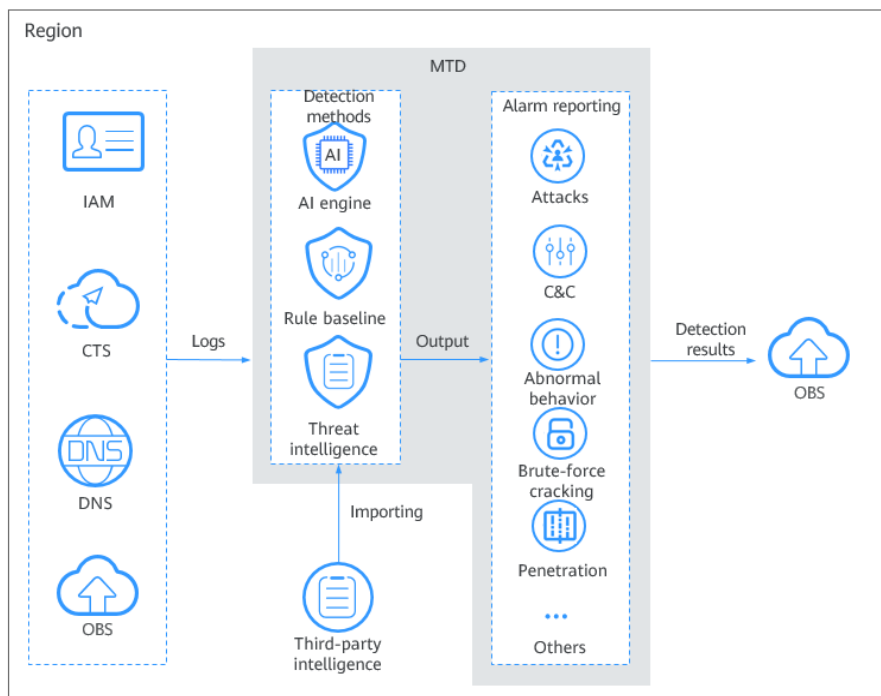 Region
MTD
IAM
CTS
DNS
DNS
OBS
Logs
Detection
methods
AI
AI engine
Rule baseline
Threat
intelligence
Importing
Third-party
intelligence
Output
Alarm reporting
Attacks
C&C
Abnormal
behavior
Brute-force
cracking
Penetration
...
Others
Detection
results
OBS